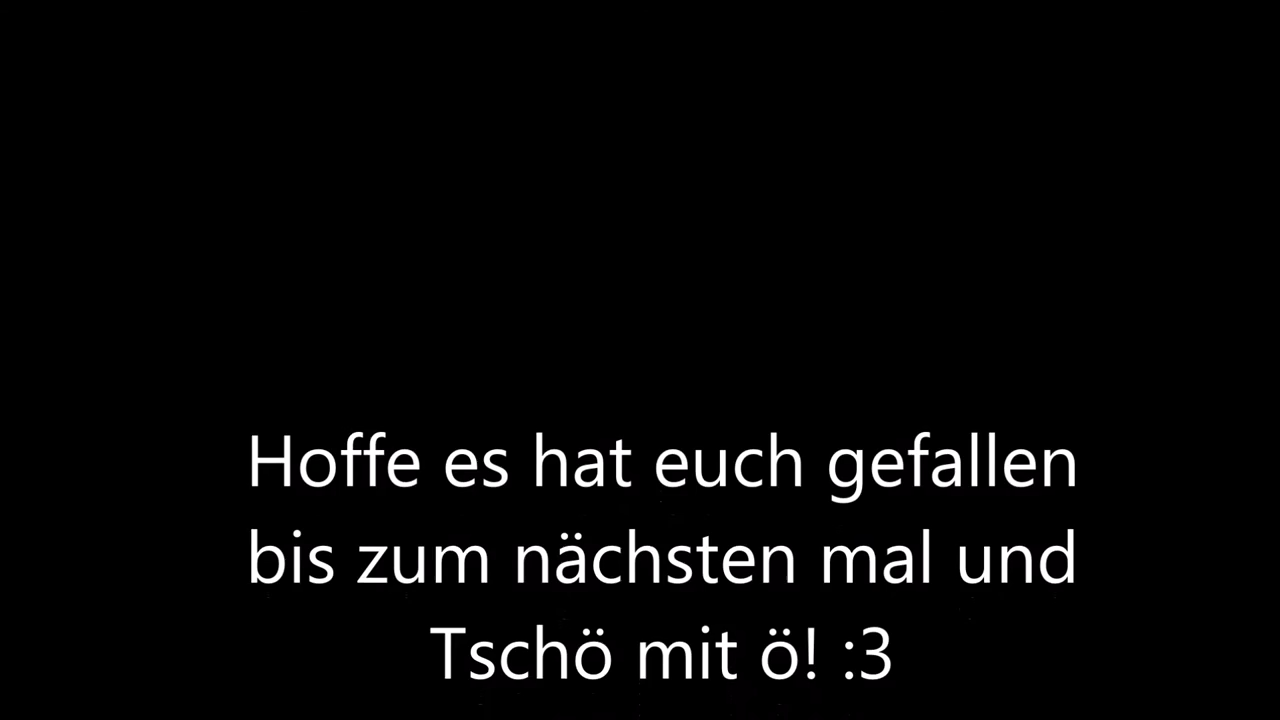 Hoffe es hat euch gefallen
bis zum nächsten mal und
Tschö mit ö! :3